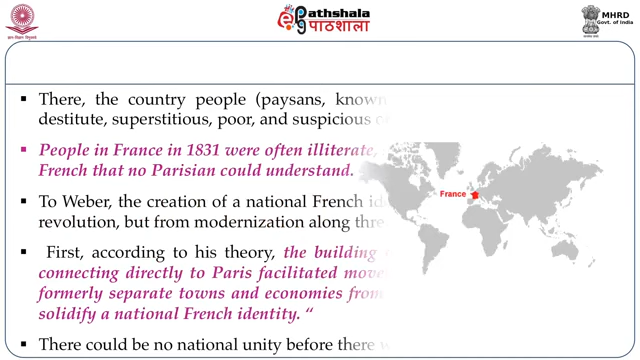 Pathshala
पाठशाला
MHRD
Govt. of India
There, the country people (paysans, known
destitute, superstitious, poor, and suspicious
People in France in 1831 were often illiterate,
French that no Parisian could understand.
To Weber, the creation of a national French
revolution, but from modernization along
First, according to his theory, the building
connecting directly to Paris facilitated
formerly separate towns and economies from
solidify a national French identity. “
There could be no national unity before there
France